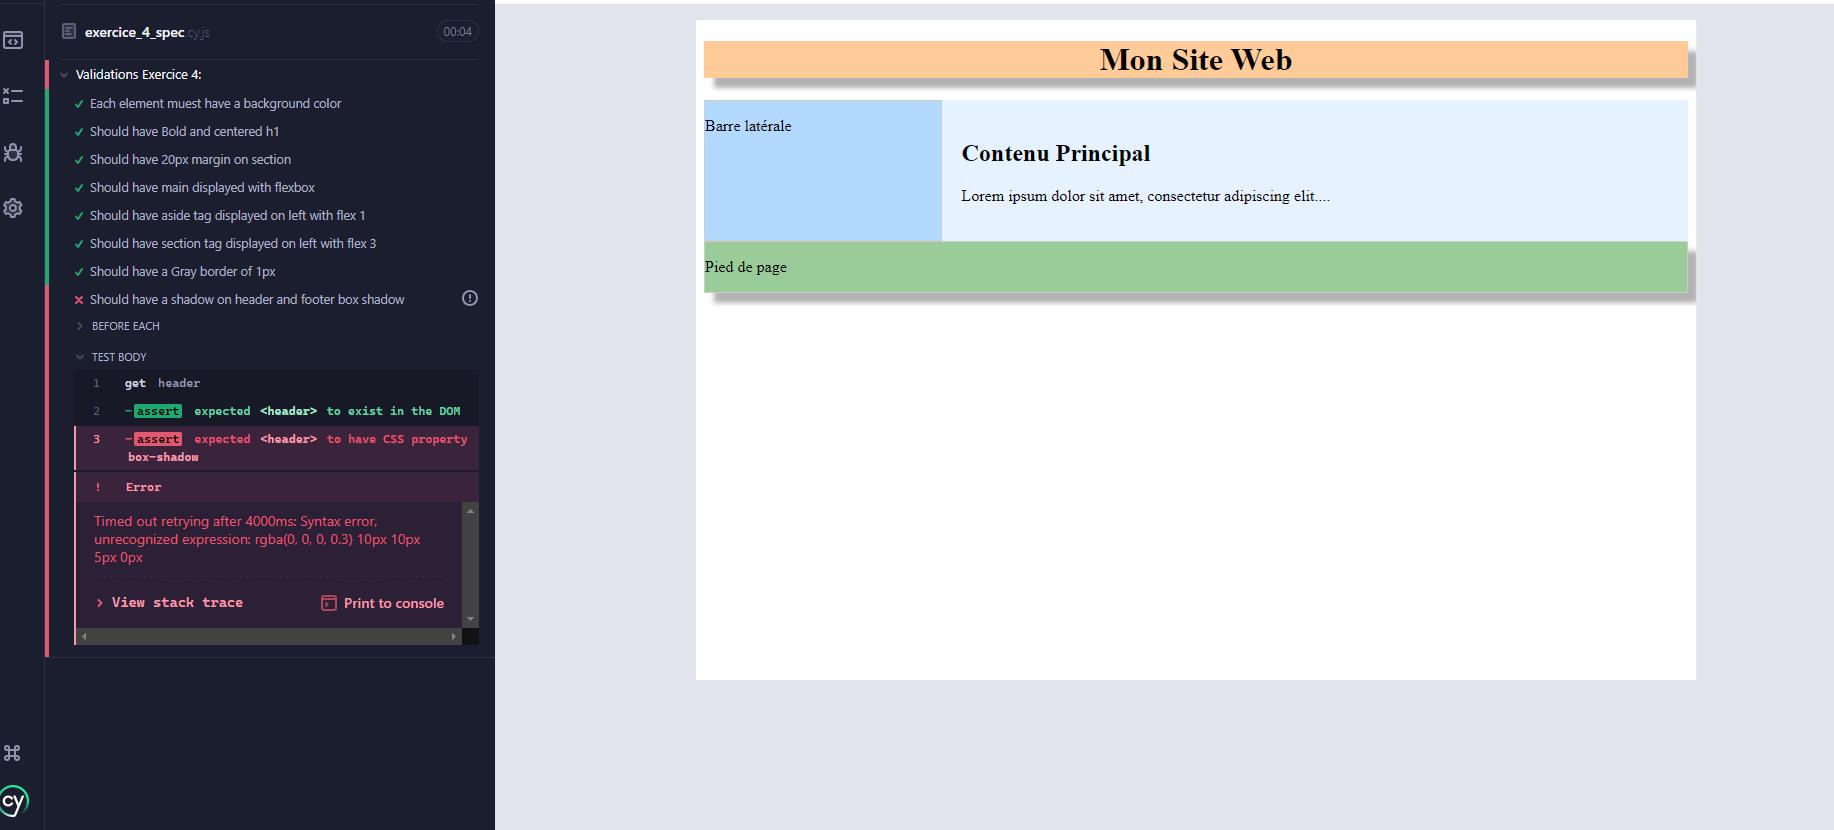 exercice_4_spec.cy.js 00:04
Validations Exercice 4:
Each element muest have a background color
Should have Bold and centered h1
Should have 20px margin on section
Should have main displayed with flexbox
Should have aside tag displayed on left with flex 1
Should have section tag displayed on left with flex 3
Should have a Gray border of 1px
Should have a shadow on header and footer box shadow
BEFORE EACH
TEST BODY
1 get header
2 -assert expected <header> to exist in the DOM
3 -assert expected <header> to have CSS property
box-shadow
! Error
Timed out retrying after 4000ms: Syntax error,
unrecognized expression: rgba(0, 0, 0, 0.3) 10px 10px
5px 0px
> View stack trace Print to console
cy
Mon Site Web
Barre latérale
Contenu Principal
Lorem ipsum dolor sit amet, consectetur adipiscing elit....
Pied de page